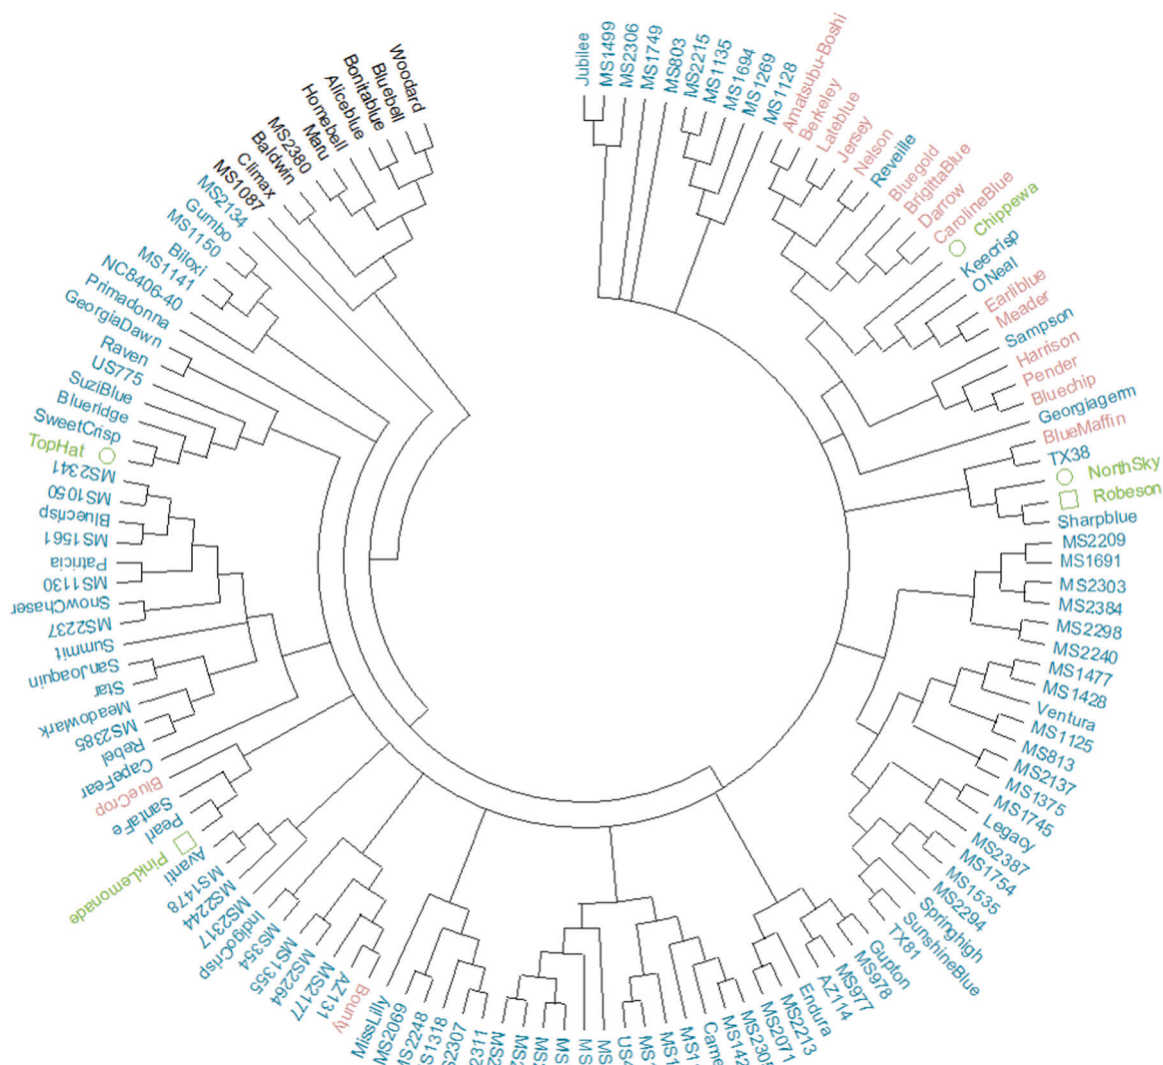 Jubilee
MS1499
MS2306
MS1749
MS803
MS2215
MS1135
MS1694
MS1269
MS1128
Amatsubu-Boshi
Berkeley
Lateblue
Jersey
Nelson
Reveille
Bluegold
BrigittaBlue
Darrow
CarolineBlue
Chippewa
Keecrisp
ONeal
Earliblue
Meader
Sampson
Harrison
Pender
Bluechip
Georgiagerm
BlueMaffin
TX38
NorthSky
Robeson
Sharpblue
MS2209
MS1691
MS2303
MS2384
MS2298
MS2240
MS1477
MS1428
Ventura
MS1125
MS813
MS2137
MS1375
MS1745
Legacy
MS2387
MS1754
MS1535
MS2294
Springhigh
SunshineBlue
TX81
Gupton
MS978
MS977
AZ114
Endura
MS2213
MS2071
MissLilly
MS2069
Bounty
AZ131
MS2177
MS2264
MS1355
MS354
IndigoCrisp
MS2317
MS2244
MS1478
Avanti
PinkLemonade
Pearl
SantaFe
BlueCrop
CapeFear
Rebel
MS2385
Meadowlark
Star
SanJoaquin
Summit
MS2237
SnowChaser
MS1130
Patricia
MS1561
Bluecrisp
MS1050
MS2341
TopHat
SweetCrisp
Blueridge
SuziBlue
US775
Raven
GeorgiaDawn
Primadonna
NC8406-40
MS1141
Biloxi
MS1150
Gumbo
MS2134
MS1087
Climax
Baldwin
MS2380
Maru
Homebell
Aliceblue
Bonitablue
Bluebell
Woodard